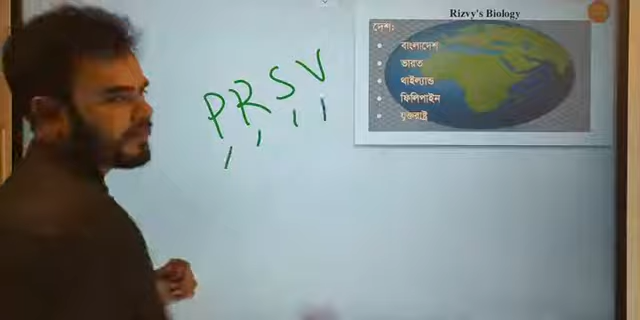 Rizvy's Biology
দেশঃ
বাংলাদেশ
ভারত
থাইল্যান্ড
ফিলিপাইন
যুক্তরাষ্ট্র
PRSV